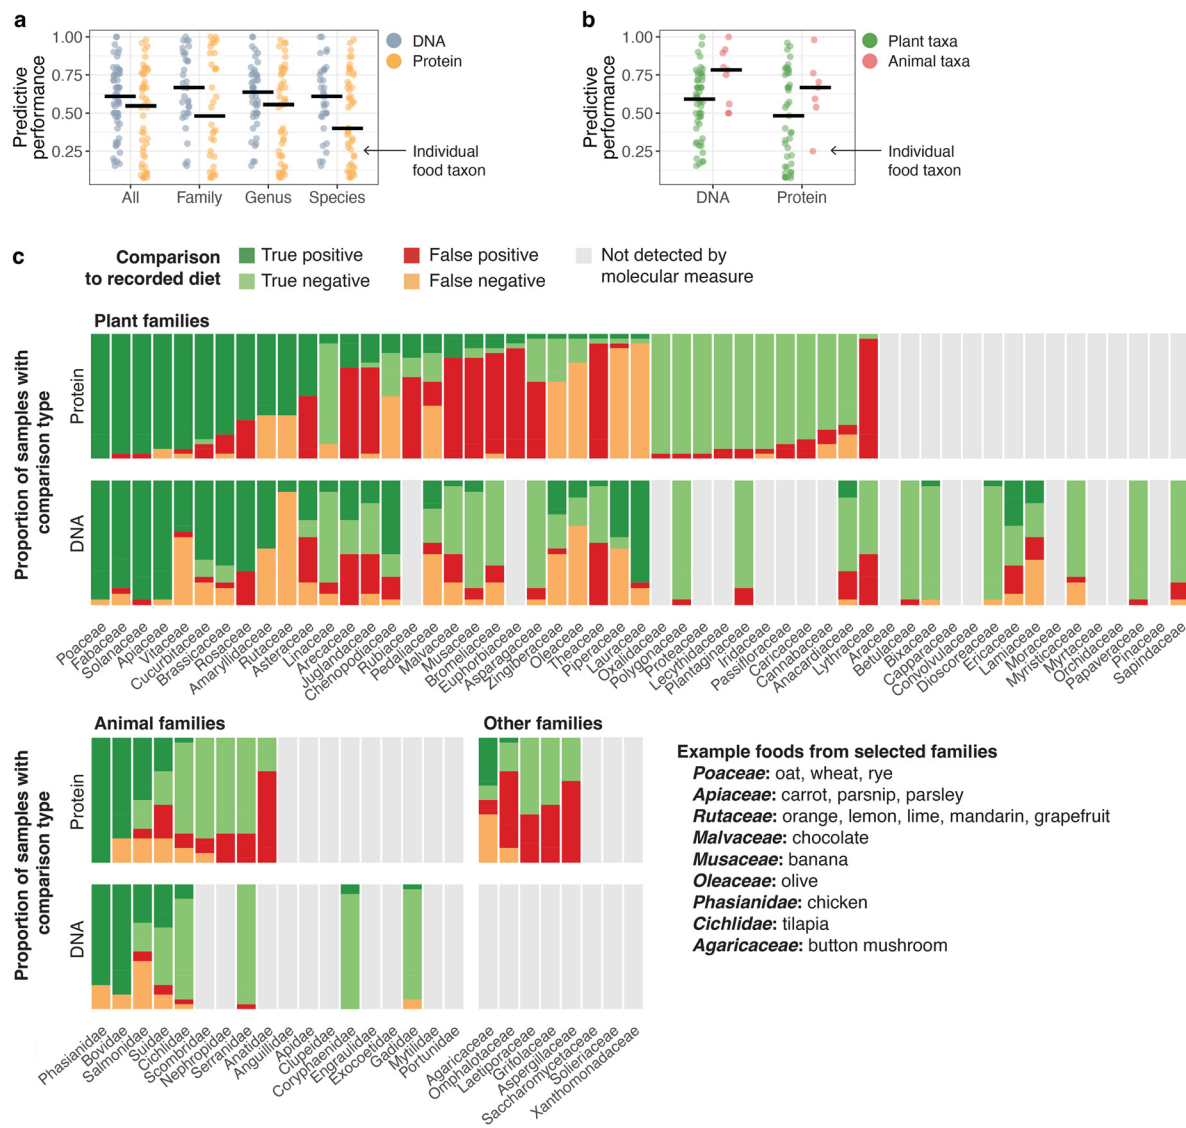 a
1.00
0.75
0.50
0.25
Predictive
performance
All
Family
Genus
Species
DNA
Protein
Individual
food taxon
b
1.00
0.75
0.50
0.25
Predictive
performance
DNA
Protein
Plant taxa
Animal taxa
Individual
food taxon
c
Comparison
to recorded diet
True positive
True negative
False positive
False negative
Not detected by
molecular measure
Plant families
Proportion of samples with
comparison type
Protein
DNA
Poaceae
Fabaceae
Solanaceae
Apiaceae
Vitaceae
Cucurbitaceae
Brassicaceae
Rosaceae
Amaryllidaceae
Rutaceae
Asteraceae
Linaceae
Arecaceae
Juglandaceae
Chenopodiaceae
Rubiaceae
Pedaliaceae
Malvaceae
Musaceae
Bromeliaceae
Euphorbiaceae
Asparagaceae
Zingiberaceae
Oleaceae
Theaceae
Piperaceae
Lauraceae
Oxalidaceae
Polygonaceae
Proteaceae
Lecythidaceae
Plantaginaceae
Iridaceae
Passifloraceae
Caricaceae
Cannabaceae
Anacardiaceae
Lythraceae
Araceae
Betulaceae
Bixaceae
Capparaceae
Convolvulaceae
Dioscoreaceae
Ericaceae
Lamiaceae
Moraceae
Myristicaceae
Myrtaceae
Orchidaceae
Papaveraceae
Pinaceae
Sapindaceae
Animal families
Proportion of samples with
comparison type
Protein
DNA
Phasianidae
Bovidae
Salmonidae
Suidae
Cichlidae
Scombridae
Nephropidae
Serranidae
Anatidae
Anguillidae
Apidae
Cluperdae
Coryphaenidae
Engraulidae
Exocoetidae
Gadidae
Mytilidae
Portunidae
Other families
Agaricaceae
Omphalotaceae
Laetiporaceae
Grifolaceae
Aspergillaceae
Saccharomycetaceae
Solieriaceae
Xanthomonadaceae
Example foods from selected families
Poaceae: oat, wheat, rye
Apiaceae: carrot, parsnip, parsley
Rutaceae: orange, lemon, lime, mandarin, grapefruit
Malvaceae: chocolate
Musaceae: banana
Oleaceae: olive
Phasianidae: chicken
Cichlidae: tilapia
Agaricaceae: button mushroom